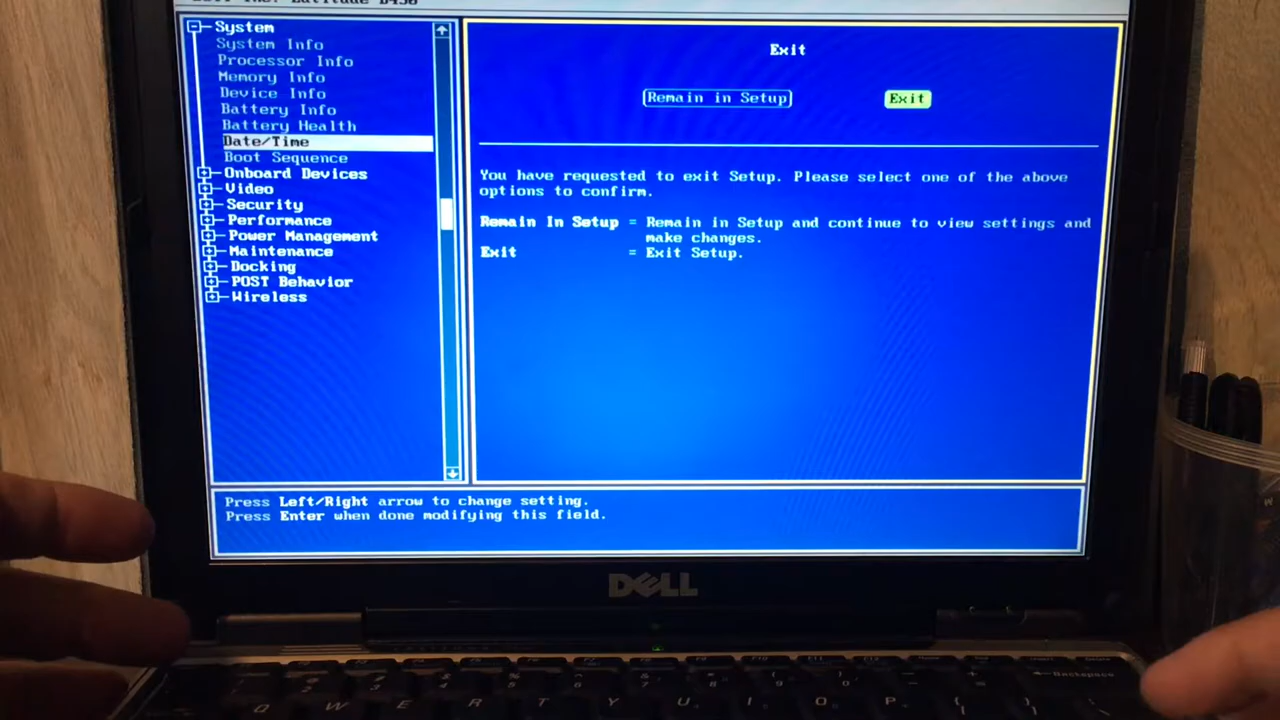 System
System Info
Processor Info
Memory Info
Device Info
Battery Info
Battery Health
Date/Time
Boot Sequence
Onboard Devices
Video
Security
Performance
Power Management
Maintenance
Docking
POST Behavior
Wireless
Exit
Remain in Setup Exit
You have requested to exit Setup. Please select one of the above
options to confirm.
Remain In Setup = Remain in Setup and continue to view settings and
make changes.
Exit = Exit Setup.
Press Left/Right arrow to change setting.
Press Enter when done modifying this field.
DELL
Backspace
Q W E R T Y U I O P